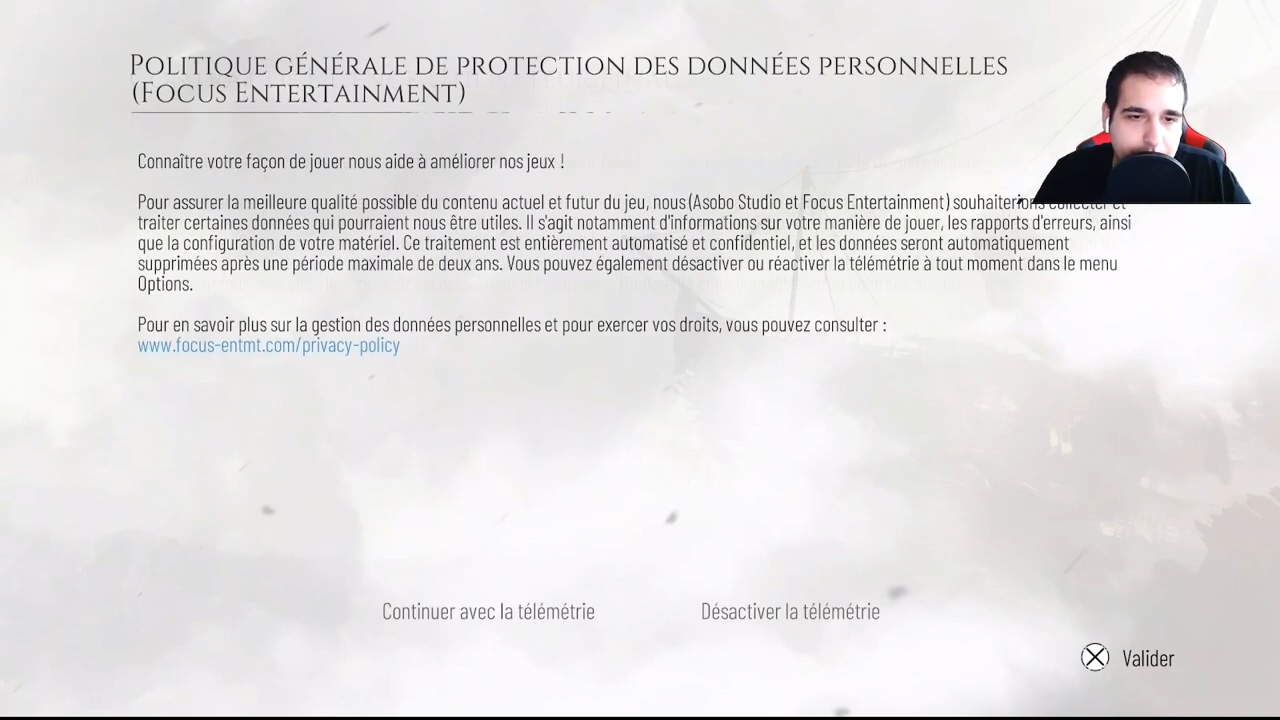 Politique générale de protection des données personnelles
(Focus Entertainment)
Connaître votre façon de jouer nous aide à améliorer nos jeux !
Pour assurer la meilleure qualité possible du contenu actuel et futur du jeu, nous (Asobo Studio et Focus Entertainment) souhaiterions collecter et
traiter certaines données qui pourraient nous être utiles. Il s'agit notamment d'informations sur votre manière de jouer, les rapports d'erreurs, ainsi
que la configuration de votre matériel. Ce traitement est entièrement automatisé et confidentiel, et les données seront automatiquement
supprimées après une période maximale de deux ans. Vous pouvez également désactiver ou réactiver la télémétrie à tout moment dans le menu
Options.
Pour en savoir plus sur la gestion des données personnelles et pour exercer vos droits, vous pouvez consulter :
www.focus-entmt.com/privacy-policy
Continuer avec la télémétrie
Désactiver la télémétrie
Valider